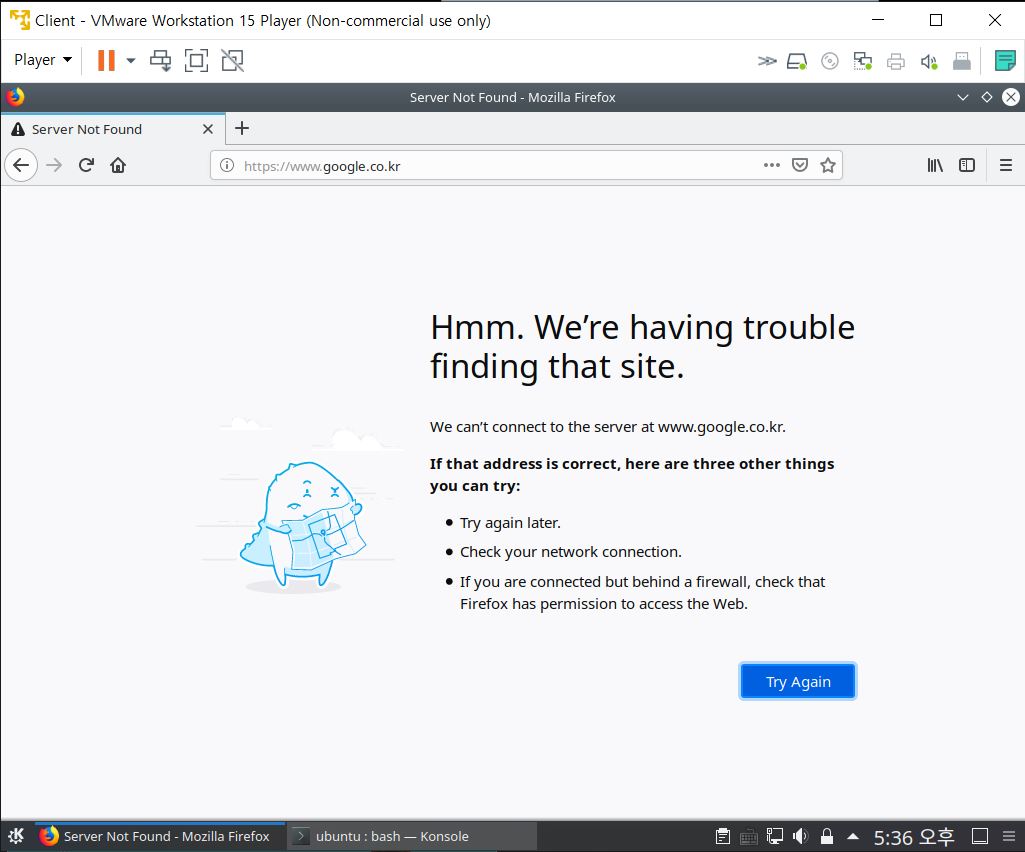 Client - VMware Workstation 15 Player (Non-commercial use only)
Player
Server Not Found - Mozilla Firefox
Server Not Found
https://www.google.co.kr
Hmm. We’re having trouble
finding that site.
We can’t connect to the server at www.google.co.kr.
If that address is correct, here are three other things
you can try:
Try again later.
Check your network connection.
If you are connected but behind a firewall, check that
Firefox has permission to access the Web.
Try Again
Server Not Found - Mozilla Firefox
ubuntu : bash — Konsole
5:36 오후